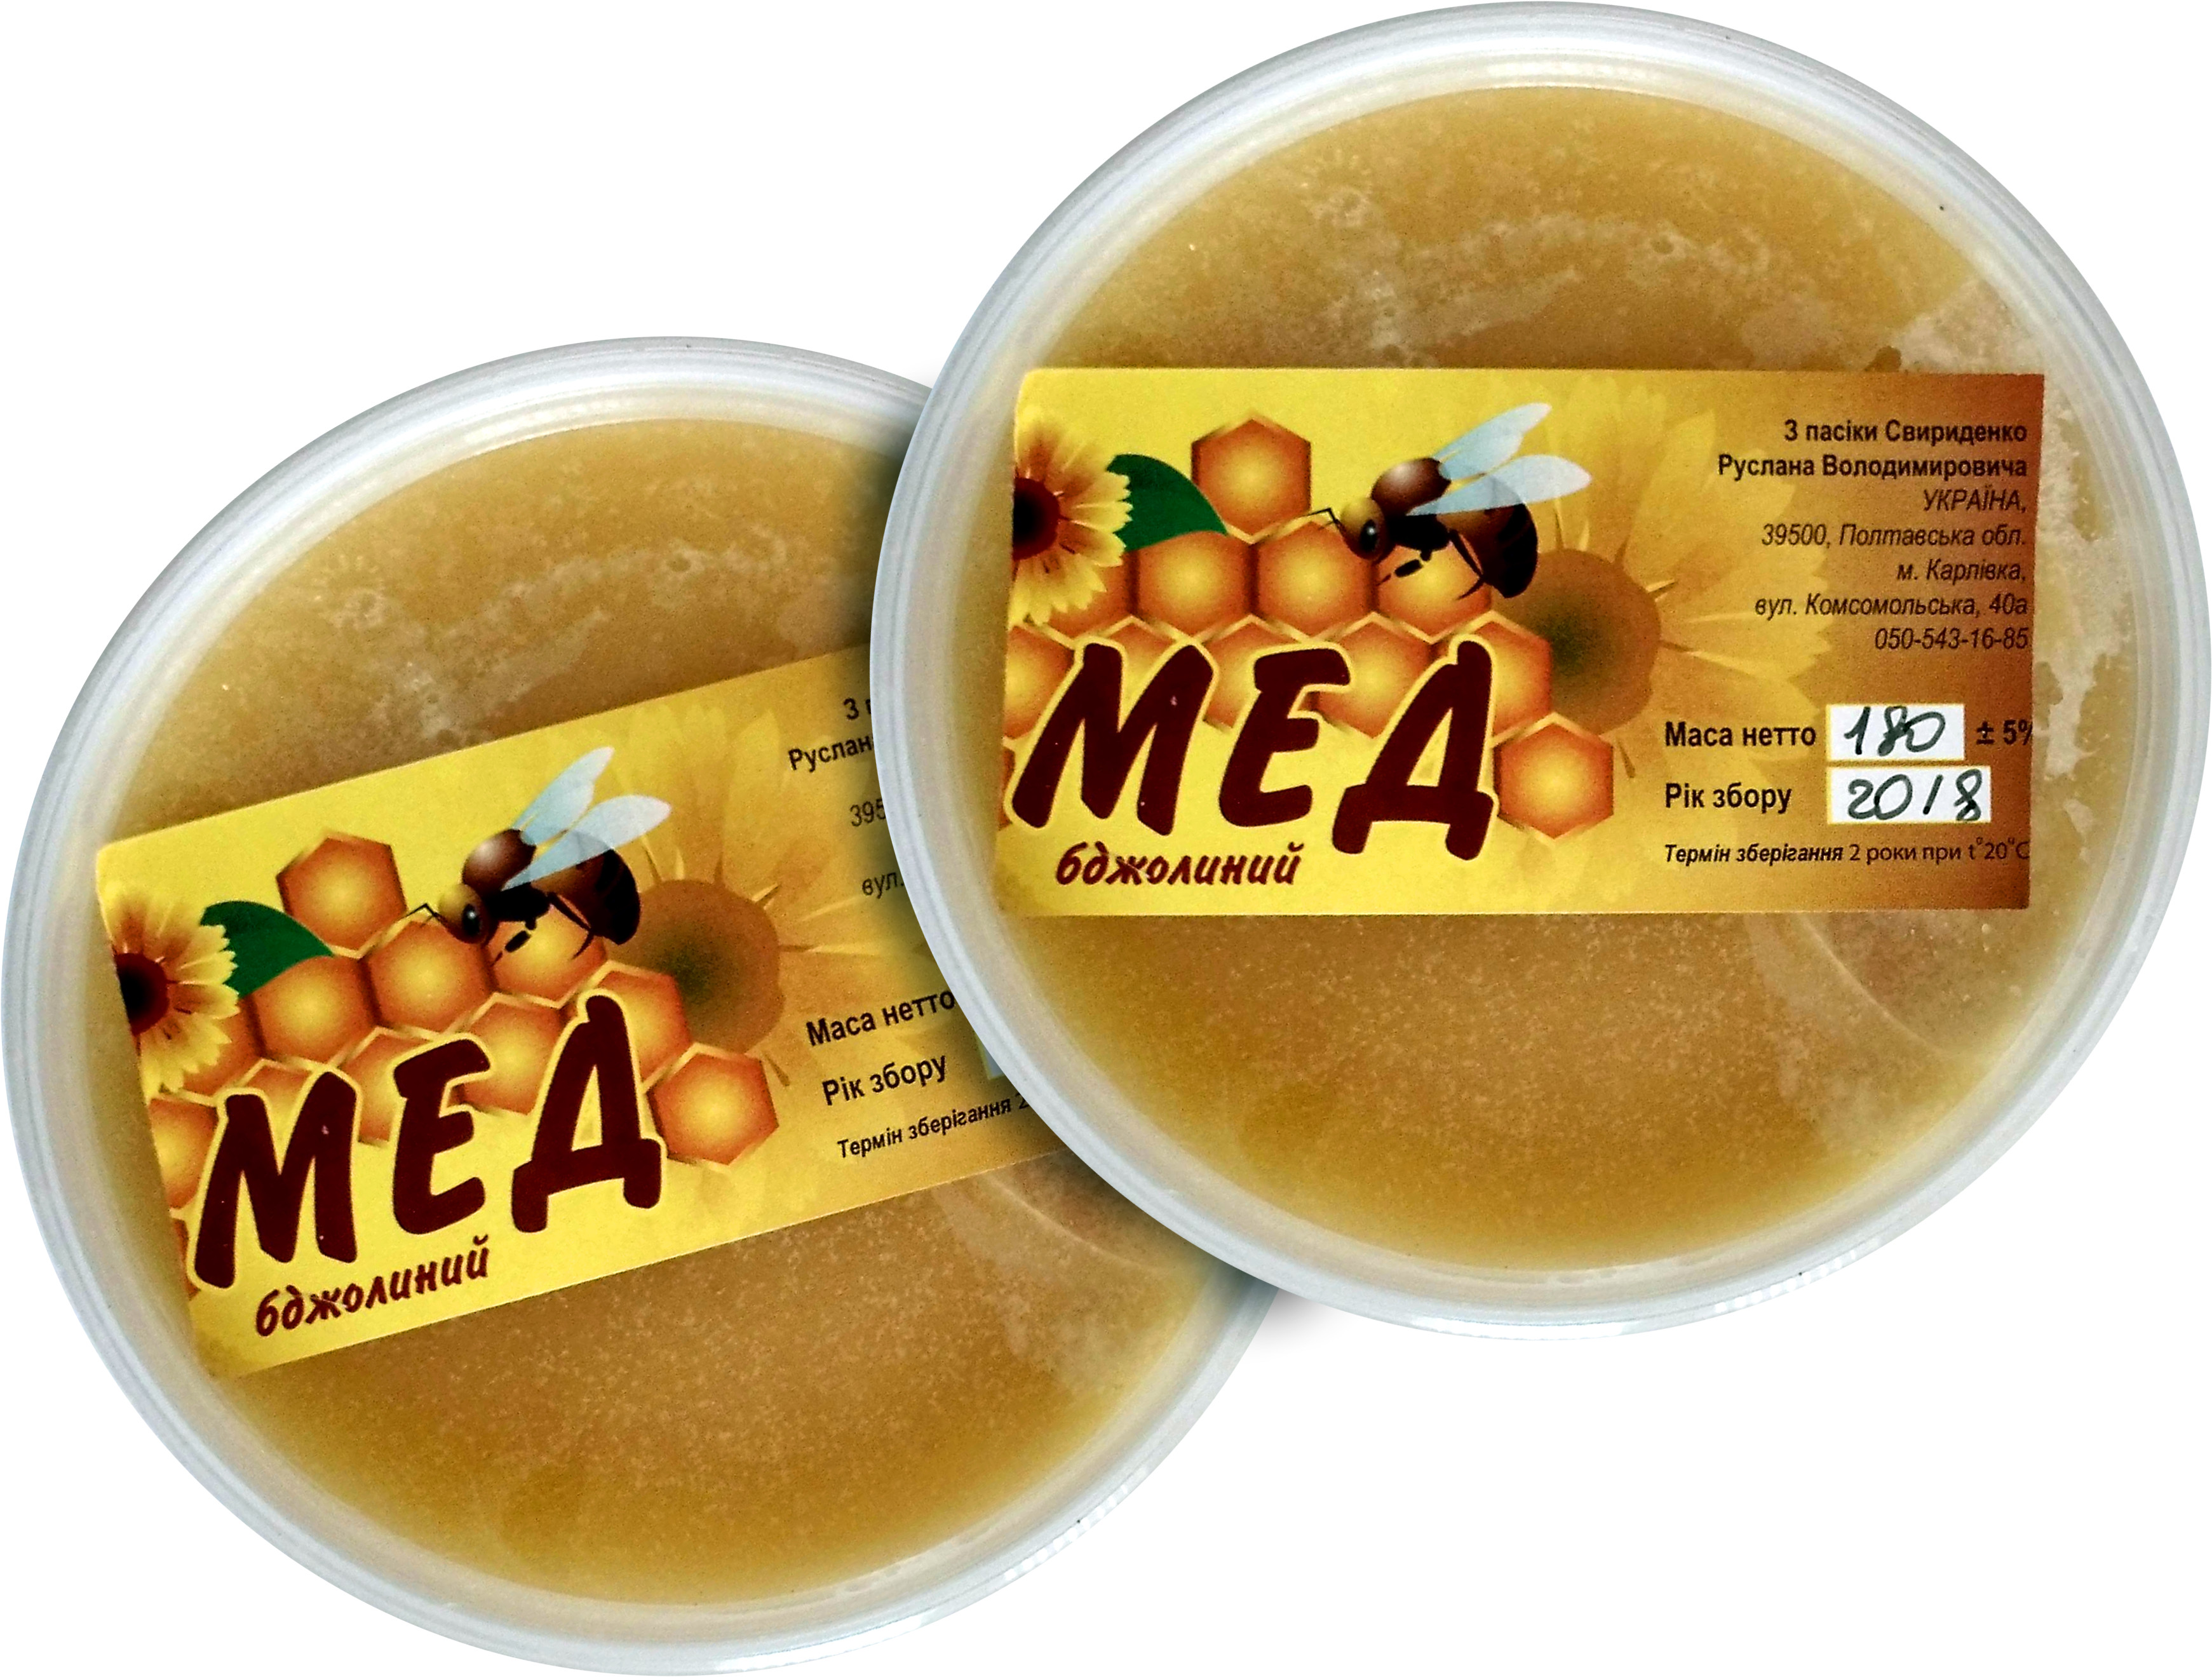 З пасіки Свириденко
Руслана Володимировича
УКРАЇНА,
39500, Полтавська обл.
м. Карлівка,
вул. Комсомольська, 40а
050-543-16-85
МЕД
бджолиний
Маса нетто 180 ± 5%
Рік збору 2018
Термін зберігання 2 роки при t°20°C
З
Руслан
395
вул.
МЕД
бджолиний
Маса нетто
Рік збору
Термін зберігання 2